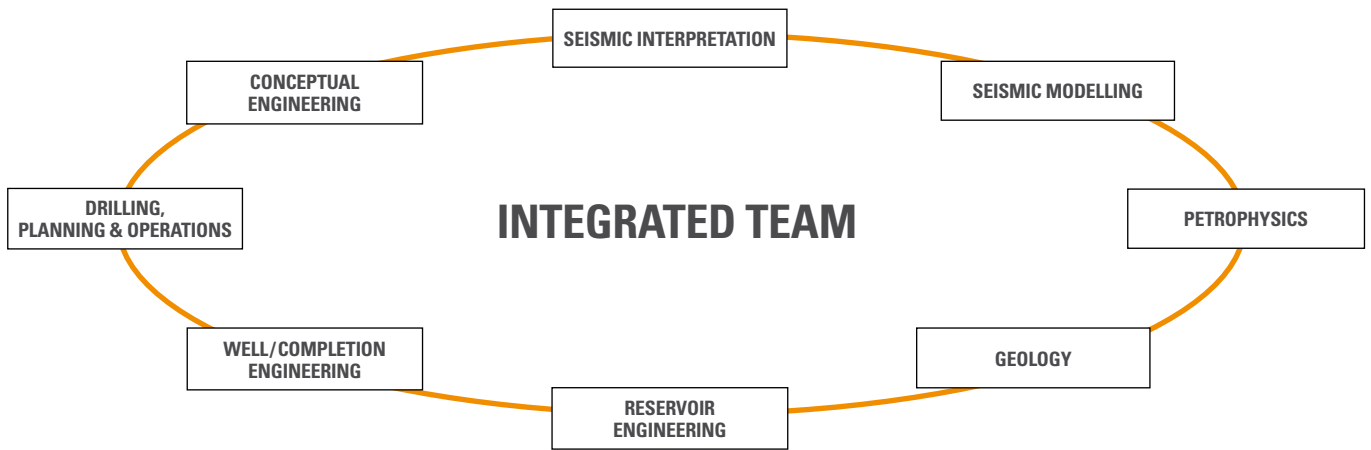 SEISMIC INTERPRETATION
CONCEPTUAL
ENGINEERING
SEISMIC MODELLING
DRILLING,
PLANNING & OPERATIONS
INTEGRATED TEAM
PETROPHYSICS
WELL/COMPLETION
ENGINEERING
GEOLOGY
RESERVOIR
ENGINEERING